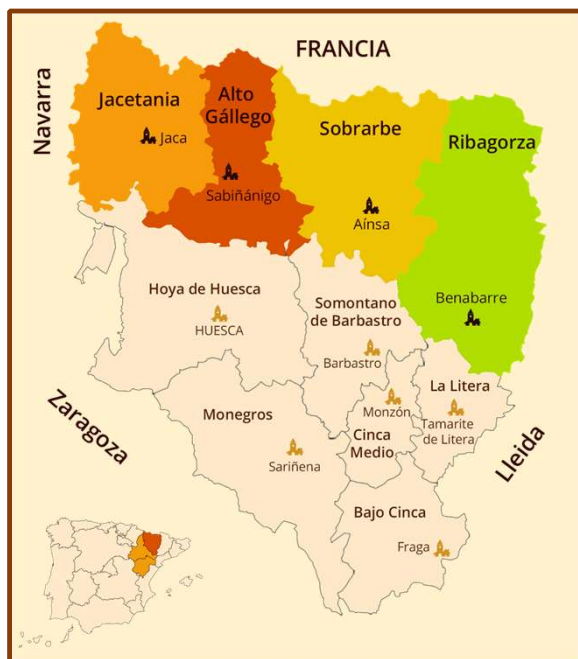 FRANCIA
Navarra
Jacetania
Jaca
Alto
Gállego
Sabiñánigo
Sobrarbe
Aínsa
Ribagorza
Benabarre
Hoya de Huesca
HUESCA
Somontano
de Barbastro
Barbastro
La Litera
Tamarite
de Litera
Monzón
Cinca
Medio
Monegros
Sariñena
Zaragoza
Lleida
Bajo Cinca
Fraga